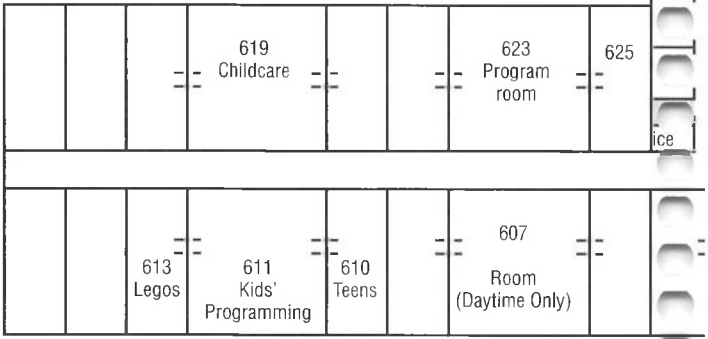 619
Childcare
623
Program
room
625
ice
613
Legos
611
Kids'
Programming
610
Teens
607
Room
(Daytime Only)